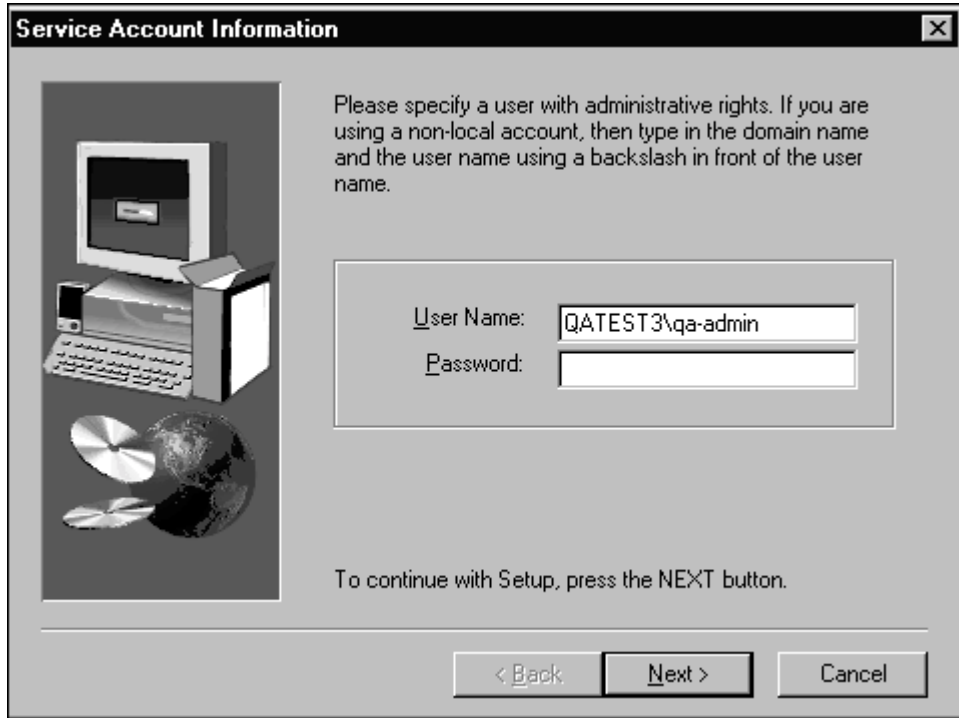 Service Account Information
Please specify a user with administrative rights. If you are
using a non-local account, then type in the domain name
and the user name using a backslash in front of the user
name.
User Name:
QATEST3\qa-admin
Password:
To continue with Setup, press the NEXT button.
< Back
Next >
Cancel